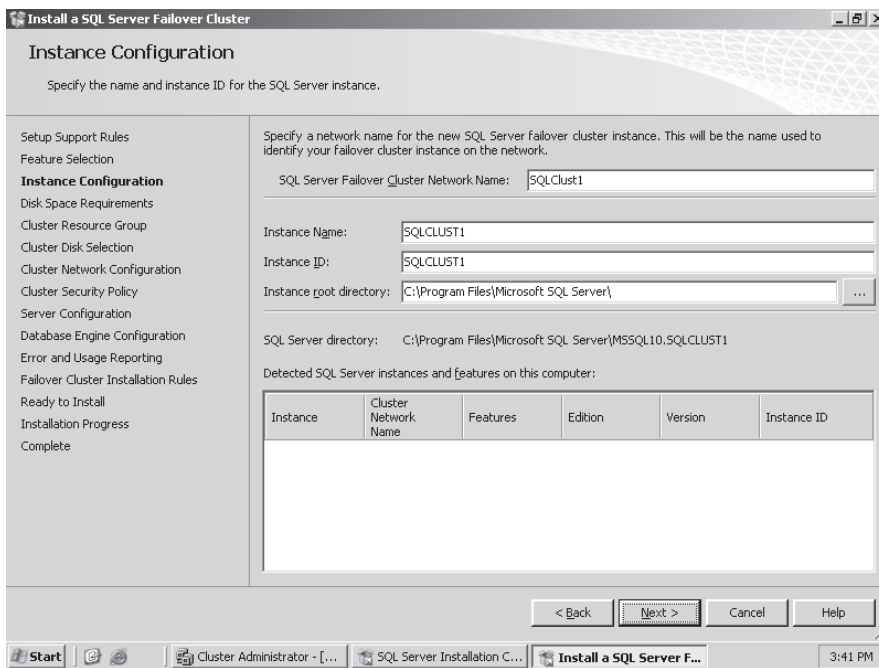 Install a SQL Server Failover Cluster
Instance Configuration
Specify the name and instance ID for the SQL Server instance.
Setup Support Rules
Feature Selection
Instance Configuration
Disk Space Requirements
Cluster Resource Group
Cluster Disk Selection
Cluster Network Configuration
Cluster Security Policy
Server Configuration
Database Engine Configuration
Error and Usage Reporting
Failover Cluster Installation Rules
Ready to Install
Installation Progress
Complete
Specify a network name for the new SQL Server failover cluster instance. This will be the name used to
identify your failover cluster instance on the network.
SQL Server Failover Cluster Network Name: SQLClust1
Instance Name: SQLCLUST1
Instance ID: SQLCLUST1
Instance root directory: C:\Program Files\Microsoft SQL Server\ ...
SQL Server directory: C:\Program Files\Microsoft SQL Server\MSSQL10.SQLCLUST1
Detected SQL Server instances and features on this computer:
Instance Cluster Network Name Features Edition Version Instance ID
< Back Next > Cancel Help
Start Cluster Administrator - [... SQL Server Installation C... Install a SQL Server F... 3:41 PM